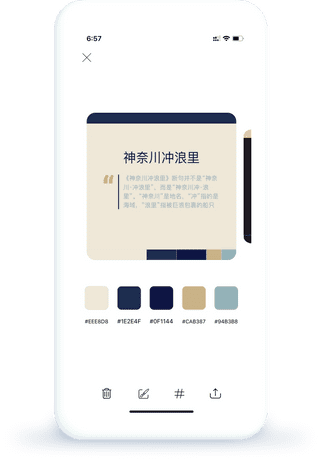 6:57
神奈川冲浪里
《神奈川冲浪里》断句并不是“神奈
川·冲浪里”，而是“神奈川冲·浪
里”，“神奈川”是地名，“冲”指的是
海域，“浪里”指被巨浪包裹的船只
#EEE8D8 #1E2E4F #0F1144 #CAB387 #94B3B8